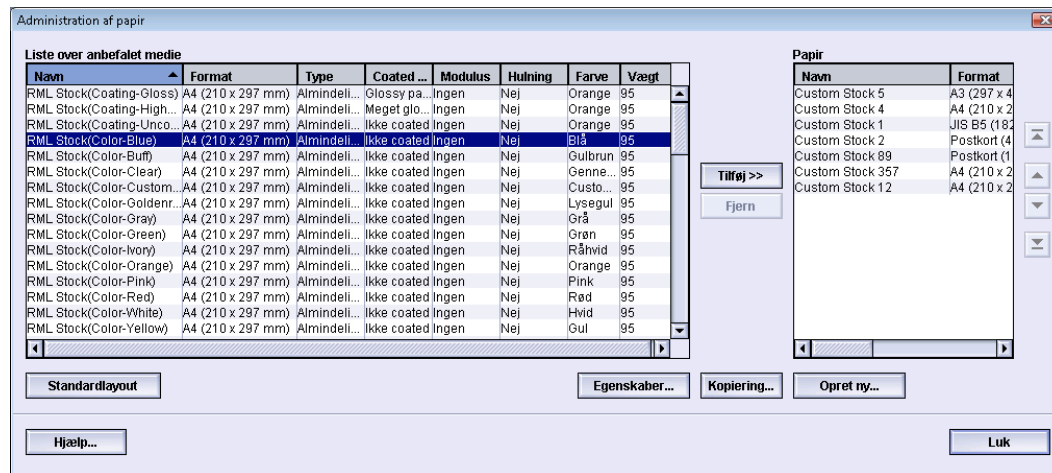 Administration af papir
Liste over anbefalet medie
Navn Format Type Coated ... Modulus Hulning Farve Vægt
RML Stock(Coating-Gloss) A4 (210 x 297 mm) Almindeli... Glossy pa... Ingen Nej Orange 95
RML Stock(Coating-High... A4 (210 x 297 mm) Almindeli... Meget glo... Ingen Nej Orange 95
RML Stock(Coating-Unco... A4 (210 x 297 mm) Almindeli... Ikke coated Ingen Nej Orange 95
RML Stock(Color-Blue) A4 (210 x 297 mm) Almindeli... Ikke coated Ingen Nej Blå 95
RML Stock(Color-Buff) A4 (210 x 297 mm) Almindeli... Ikke coated Ingen Nej Gulbrun 95
RML Stock(Color-Clear) A4 (210 x 297 mm) Almindeli... Ikke coated Ingen Nej Genne... 95
RML Stock(Color-Custom... A4 (210 x 297 mm) Almindeli... Ikke coated Ingen Nej Custo... 95
RML Stock(Color-Goldenr... A4 (210 x 297 mm) Almindeli... Ikke coated Ingen Nej Lysegul 95
RML Stock(Color-Gray) A4 (210 x 297 mm) Almindeli... Ikke coated Ingen Nej Grå 95
RML Stock(Color-Green) A4 (210 x 297 mm) Almindeli... Ikke coated Ingen Nej Grøn 95
RML Stock(Color-Ivory) A4 (210 x 297 mm) Almindeli... Ikke coated Ingen Nej Råhvid 95
RML Stock(Color-Orange) A4 (210 x 297 mm) Almindeli... Ikke coated Ingen Nej Orange 95
RML Stock(Color-Pink) A4 (210 x 297 mm) Almindeli... Ikke coated Ingen Nej Pink 95
RML Stock(Color-Red) A4 (210 x 297 mm) Almindeli... Ikke coated Ingen Nej Rød 95
RML Stock(Color-White) A4 (210 x 297 mm) Almindeli... Ikke coated Ingen Nej Hvid 95
RML Stock(Color-Yellow) A4 (210 x 297 mm) Almindeli... Ikke coated Ingen Nej Gul 95
Tilføj >>
Fjern
Papir
Navn Format
Custom Stock 5 A3 (297 x 4
Custom Stock 4 A4 (210 x 2
Custom Stock 1 JIS B5 (182
Custom Stock 2 Postkort (4
Custom Stock 89 Postkort (1
Custom Stock 357 A4 (210 x 2
Custom Stock 12 A4 (210 x 2
Standardlayout
Egenskaber...
Kopiering...
Opret ny...
Hjælp...
Luk